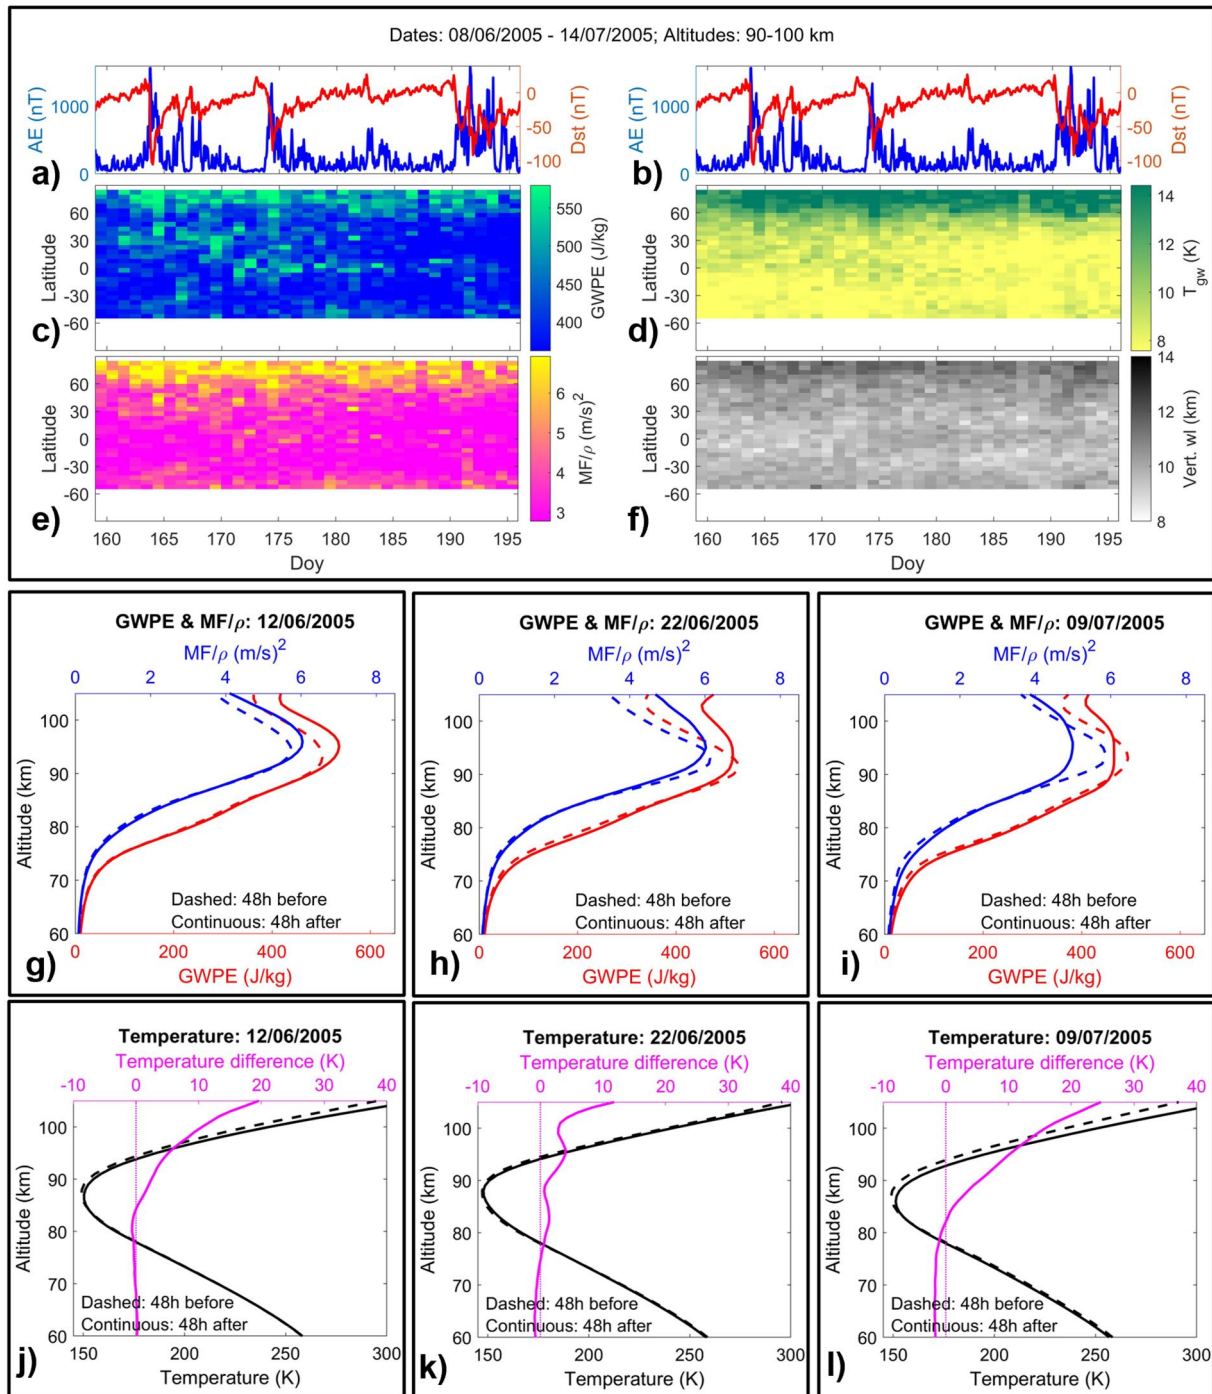 Dates: 08/06/2005 - 14/07/2005; Altitudes: 90-100 km
AE (nT)
1000
0
0
-50
-100
Dst (nT)
a)
AE (nT)
1000
0
0
-50
-100
Dst (nT)
b)
Latitude
60
30
0
-30
-60
550
500
450
400
GWPE (J/kg)
c)
Latitude
60
30
0
-30
-60
14
12
10
8
T_gw (K)
d)
Latitude
60
30
0
-30
-60
6
5
4
3
MF/ρ (m/s)²
e)
160 165 170 175 180 185 190 195
Doy
Latitude
60
30
0
-30
-60
14
12
10
8
Vert. wl (km)
f)
160 165 170 175 180 185 190 195
Doy
GWPE & MF/ρ: 12/06/2005
MF/ρ (m/s)²
0 2 4 6 8
Altitude (km)
100
90
80
70
60
Dashed: 48h before
Continuous: 48h after
0 200 400 600
GWPE (J/kg)
g)
GWPE & MF/ρ: 22/06/2005
MF/ρ (m/s)²
0 2 4 6 8
Altitude (km)
100
90
80
70
60
Dashed: 48h before
Continuous: 48h after
0 200 400 600
GWPE (J/kg)
h)
GWPE & MF/ρ: 09/07/2005
MF/ρ (m/s)²
0 2 4 6 8
Altitude (km)
100
90
80
70
60
Dashed: 48h before
Continuous: 48h after
0 200 400 600
GWPE (J/kg)
i)
Temperature: 12/06/2005
Temperature difference (K)
-10 0 10 20 30 40
Altitude (km)
100
90
80
70
60
Dashed: 48h before
Continuous: 48h after
150 200 250 300
Temperature (K)
j)
Temperature: 22/06/2005
Temperature difference (K)
-10 0 10 20 30 40
Altitude (km)
100
90
80
70
60
Dashed: 48h before
Continuous: 48h after
150 200 250 300
Temperature (K)
k)
Temperature: 09/07/2005
Temperature difference (K)
-10 0 10 20 30 40
Altitude (km)
100
90
80
70
60
Dashed: 48h before
Continuous: 48h after
150 200 250 300
Temperature (K)
l)